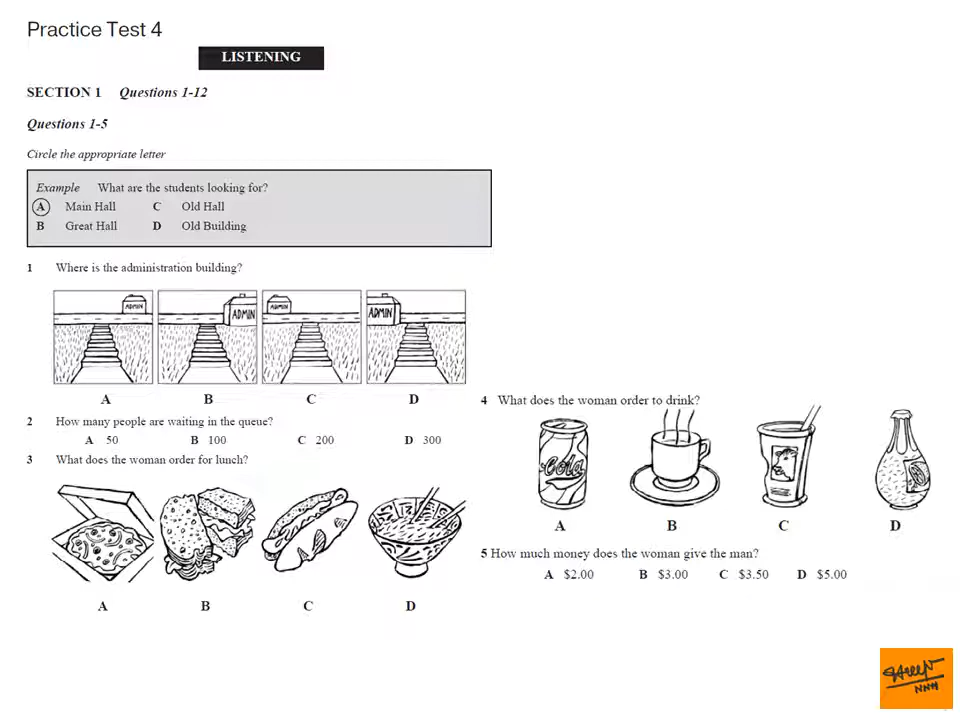 Practice Test 4
LISTENING
SECTION 1 Questions 1-12
Questions 1-5
Circle the appropriate letter
Example What are the students looking for?
A Main Hall C Old Hall
B Great Hall D Old Building
1 Where is the administration building?
ADMIN ADMIN ADMIN ADMIN
A B C D
2 How many people are waiting in the queue?
A 50 B 100 C 200 D 300
3 What does the woman order for lunch?
A B C D
4 What does the woman order to drink?
Cola
A B C D
5 How much money does the woman give the man?
A $2.00 B $3.00 C $3.50 D $5.00